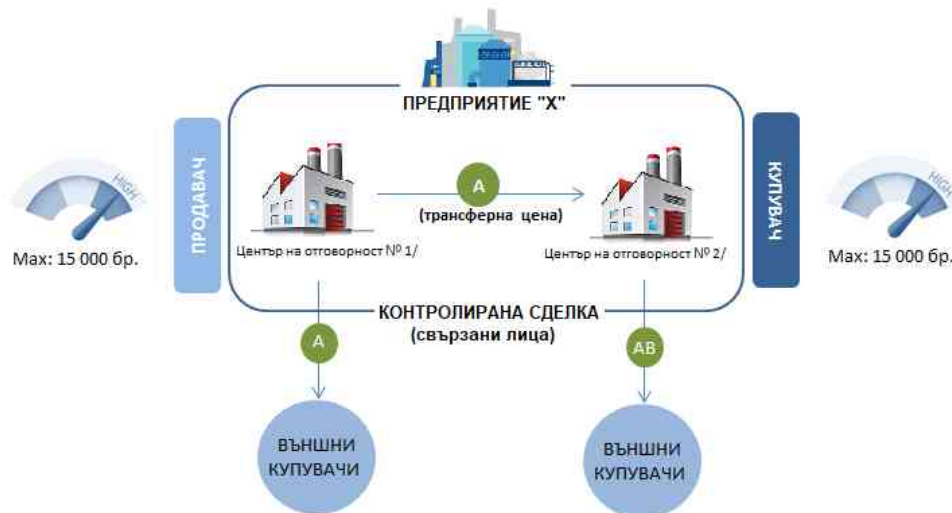 ПРЕДПРИЯТИЕ "X"
ПРОДАВАЧ
КУПУВАЧ
HIGH
HIGH
A
(трансферна цена)
Max: 15 000 бр.
Център на отговорност № 1/
Център на отговорност № 2/
Max: 15 000 бр.
КОНТРОЛИРАНА СДЕЛКА
(свързани лица)
A
AB
ВЪНШНИ
КУПУВАЧИ
ВЪНШНИ
КУПУВАЧИ